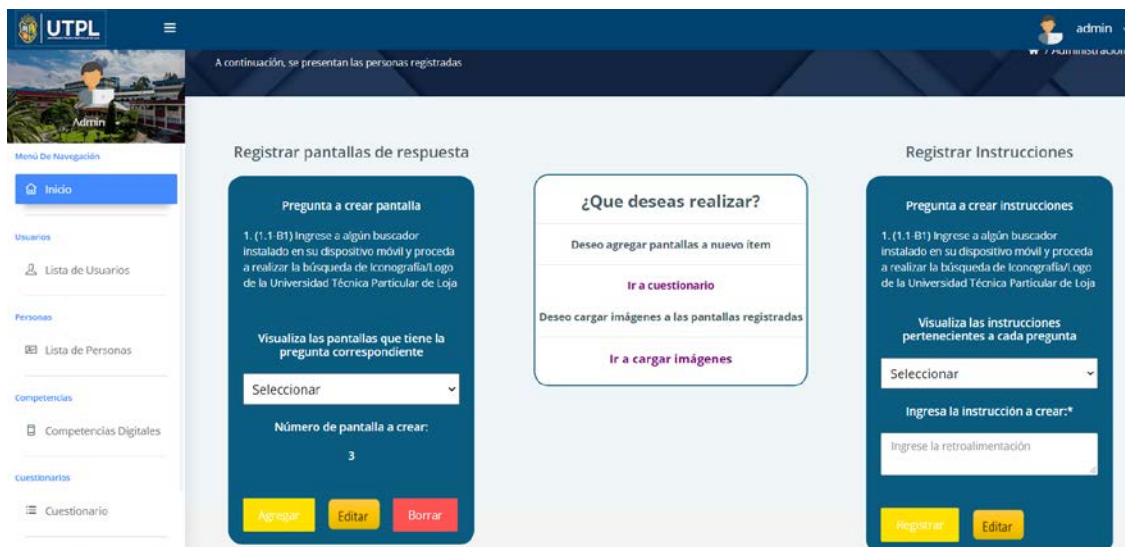 UTPL
admin
A continuación, se presentan las personas registradas
/ Administración
Admin
Menú De Navegación
Inicio
Usuarios
Lista de Usuarios
Personas
Lista de Personas
Competencias
Competencias Digitales
Cuestionarios
Cuestionario
Registrar pantallas de respuesta
Pregunta a crear pantalla
1. (1.1-B1) Ingrese a algún buscador
instalado en su dispositivo móvil y proceda
a realizar la búsqueda de Iconografía/Logo
de la Universidad Técnica Particular de Loja
Visualiza las pantallas que tiene la
pregunta correspondiente
Seleccionar
Número de pantalla a crear:
3
Agregar
Editar
Borrar
¿Que deseas realizar?
Deseo agregar pantallas a nuevo ítem
Ir a cuestionario
Deseo cargar imágenes a las pantallas registradas
Ir a cargar imágenes
Registrar Instrucciones
Pregunta a crear instrucciones
1. (1.1-B1) Ingrese a algún buscador
instalado en su dispositivo móvil y proceda
a realizar la búsqueda de Iconografía/Logo
de la Universidad Técnica Particular de Loja
Visualiza las instrucciones
pertenecientes a cada pregunta
Seleccionar
Ingresa la instrucción a crear:*
Ingrese la retroalimentación
Registrar
Editar